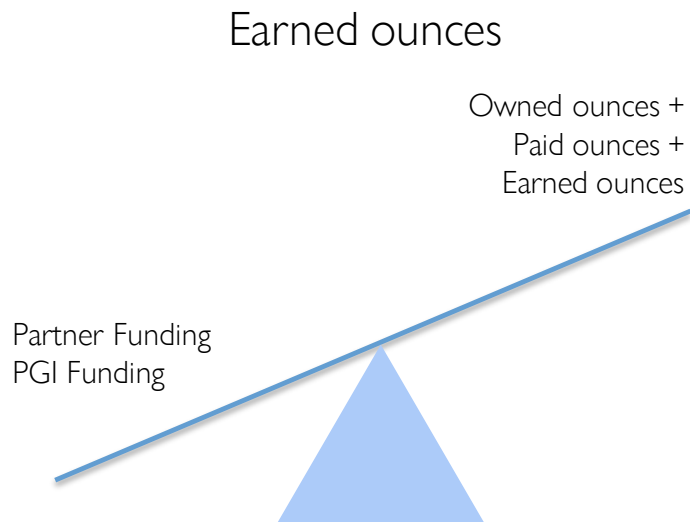 Earned ounces
Owned ounces +
Paid ounces +
Earned ounces
Partner Funding
PGI Funding